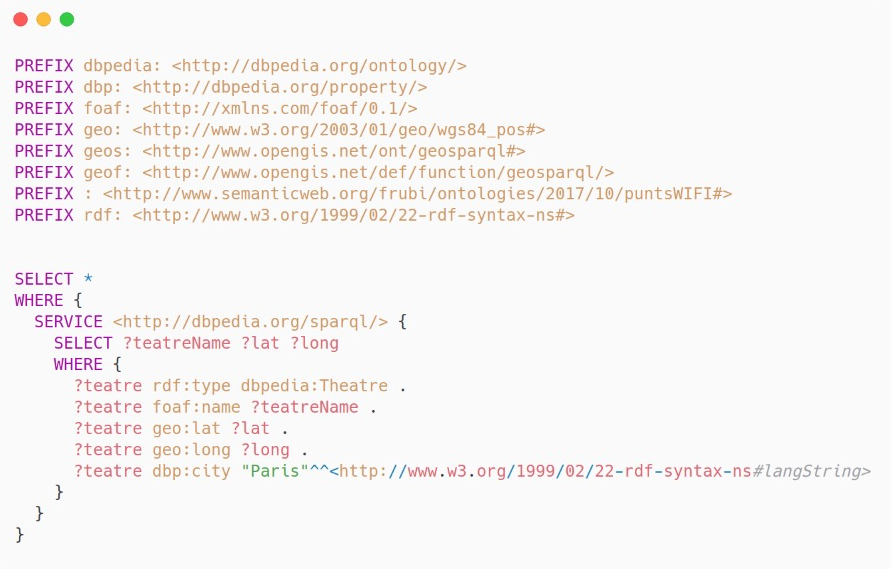 PREFIX dbpedia: <http://dbpedia.org/ontology/>
PREFIX dbp: <http://dbpedia.org/property/>
PREFIX foaf: <http://xmlns.com/foaf/0.1/>
PREFIX geo: <http://www.w3.org/2003/01/geo/wgs84_pos#>
PREFIX geos: <http://www.opengis.net/ont/geosparql#>
PREFIX geof: <http://www.opengis.net/def/function/geosparql/>
PREFIX : <http://www.semanticweb.org/frubi/ontologies/2017/10/puntsWIFI#>
PREFIX rdf: <http://www.w3.org/1999/02/22-rdf-syntax-ns#>
SELECT *
WHERE {
  SERVICE <http://dbpedia.org/sparql/> {
    SELECT ?teatreName ?lat ?long
    WHERE {
      ?teatre rdf:type dbpedia:Theatre .
      ?teatre foaf:name ?teatreName .
      ?teatre geo:lat ?lat .
      ?teatre geo:long ?long .
      ?teatre dbp:city "Paris"^^<http://www.w3.org/1999/02/22-rdf-syntax-ns#langString>
    }
  }
}